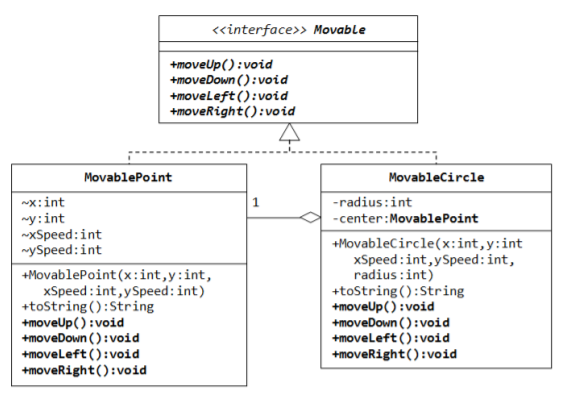 <<interface>> Movable
+moveUp():void
+moveDown():void
+moveLeft():void
+moveRight():void
MovablePoint
~x:int
~y:int
~xSpeed:int
~ySpeed:int
+MovablePoint(x:int,y:int,
xSpeed:int,ySpeed:int)
+toString():String
+moveUp():void
+moveDown():void
+moveLeft():void
+moveRight():void
1
MovableCircle
-radius:int
-center:MovablePoint
+MovableCircle(x:int,y:int
xSpeed:int,ySpeed:int,
radius:int)
+toString():String
+moveUp():void
+moveDown():void
+moveLeft():void
+moveRight():void